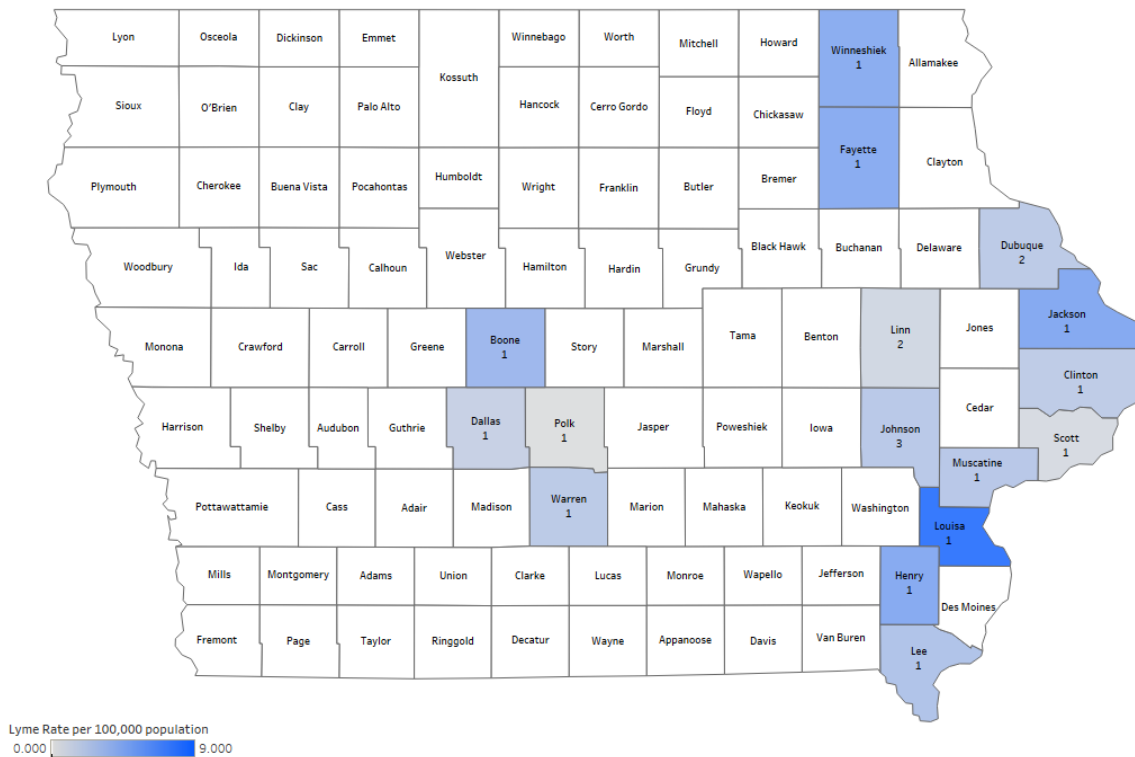 Lyon
Osceola
Dickinson
Emmet
Kossuth
Winnebago
Worth
Mitchell
Howard
Winneshiek
1
Allamakee
Sioux
O'Brien
Clay
Palo Alto
Hancock
Cerro Gordo
Floyd
Chickasaw
Fayette
1
Clayton
Plymouth
Cherokee
Buena Vista
Pocahontas
Humboldt
Wright
Franklin
Butler
Bremer
Woodbury
Ida
Sac
Calhoun
Webster
Hamilton
Hardin
Grundy
Black Hawk
Buchanan
Delaware
Dubuque
2
Monona
Crawford
Carroll
Greene
Boone
1
Story
Marshall
Tama
Benton
Linn
2
Jones
Jackson
1
Clinton
1
Harrison
Shelby
Audubon
Guthrie
Dallas
1
Polk
1
Jasper
Poweshiek
Iowa
Johnson
3
Cedar
Scott
1
Muscatine
1
Pottawattamie
Cass
Adair
Madison
Warren
1
Marion
Mahaska
Keokuk
Washington
Louisa
1
Mills
Montgomery
Adams
Union
Clarke
Lucas
Monroe
Wapello
Jefferson
Henry
1
Des Moines
Fremont
Page
Taylor
Ringgold
Decatur
Wayne
Appanoose
Davis
Van Buren
Lee
1
Lyme Rate per 100,000 population
0.000 9.000